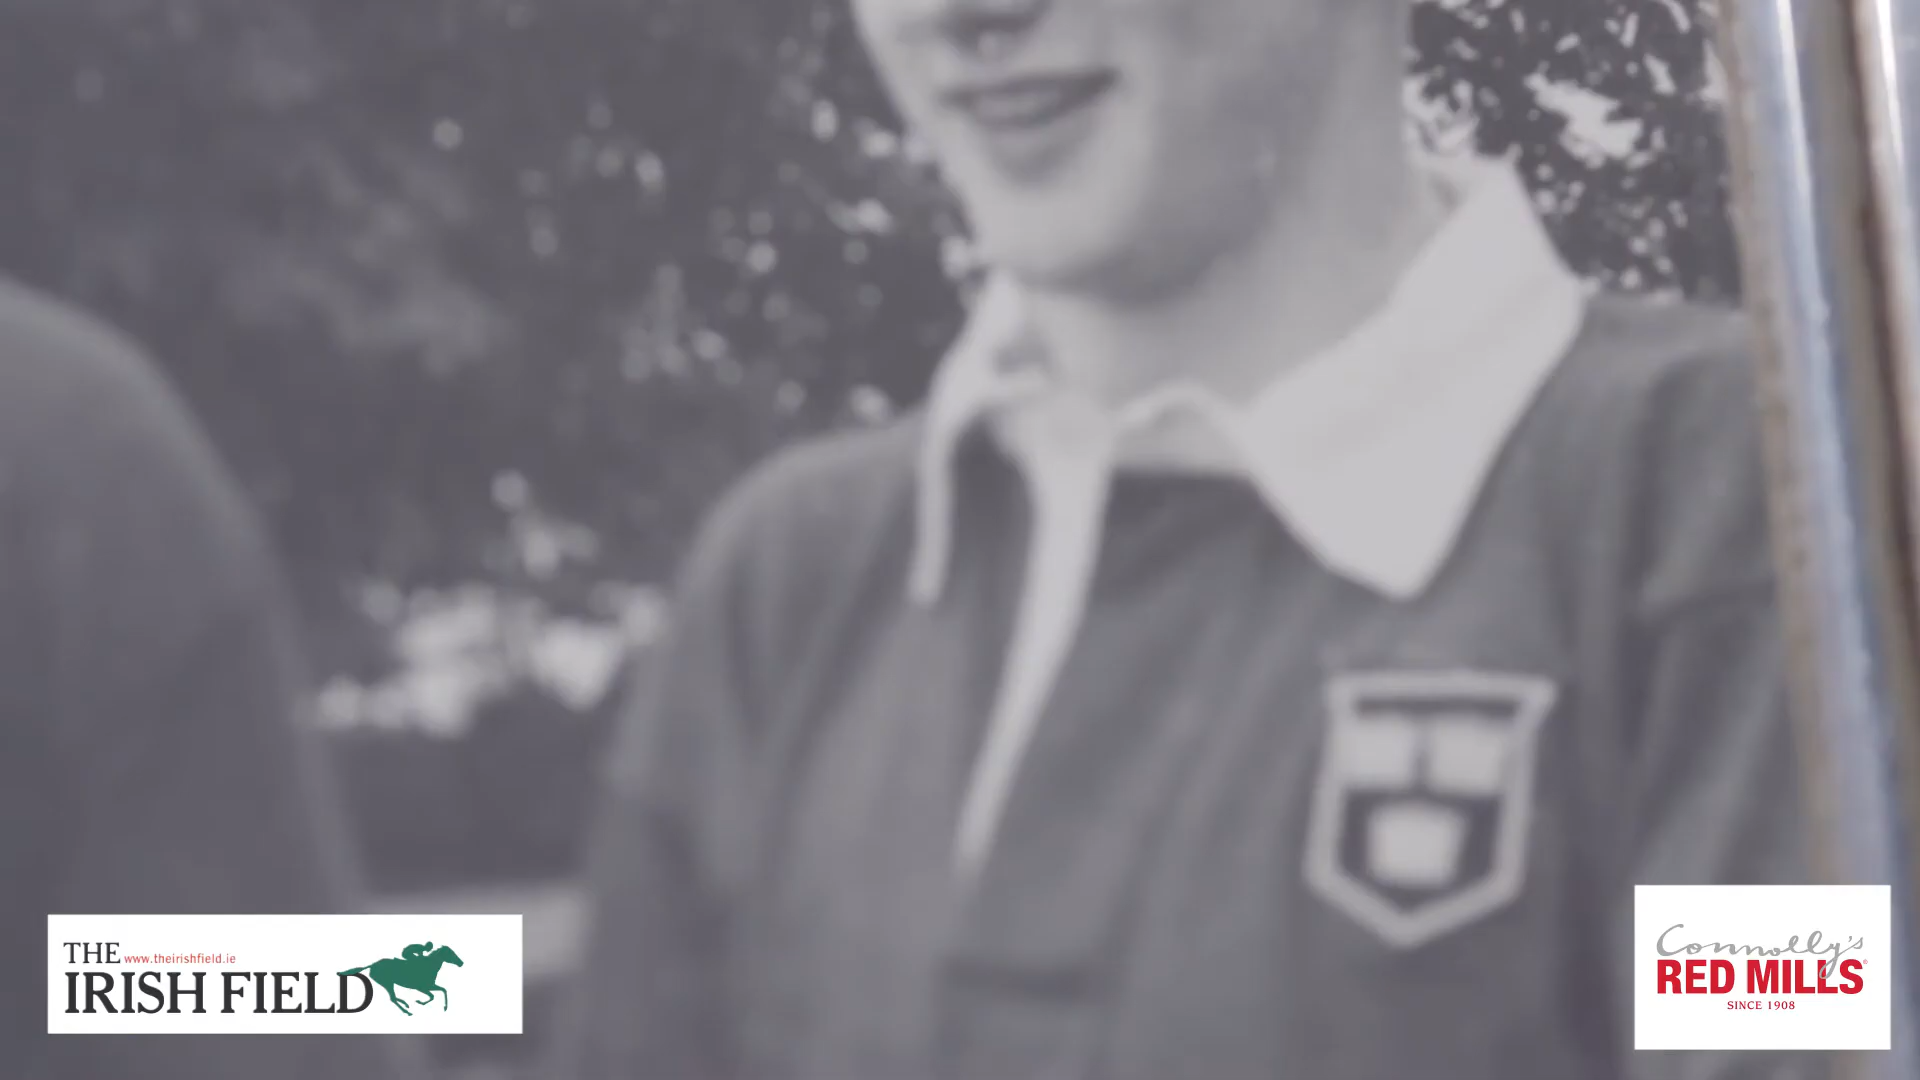 THE www.theirishfield.ie
IRISH FIELD
Connolly's
RED MILLS®
SINCE 1908